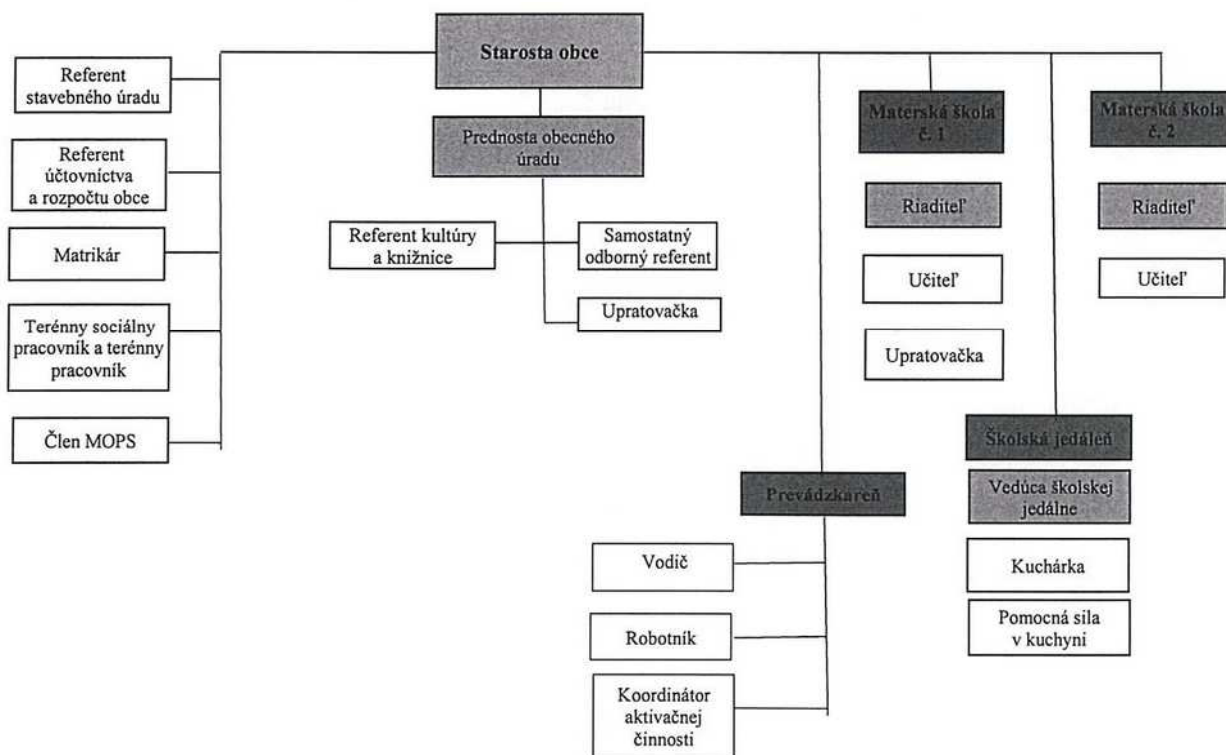 Starosta obce
Referent
stavebného úradu
Referent
účtovníctva
a rozpočtu obce
Matrikár
Terénny sociálny
pracovník a terénny
pracovník
Člen MOPS
Prednosta obecného
úradu
Referent kultúry
a knižnice
Samostatný
odborný referent
Upratovačka
Materská škola
č. 1
Riaditeľ
Učiteľ
Upratovačka
Materská škola
č. 2
Riaditeľ
Učiteľ
Školská jedáleň
Vedúca školskej
jedálne
Kuchárka
Pomocná sila
v kuchyni
Prevádzkareň
Vodič
Robotník
Koordinátor
aktivačnej
činnosti